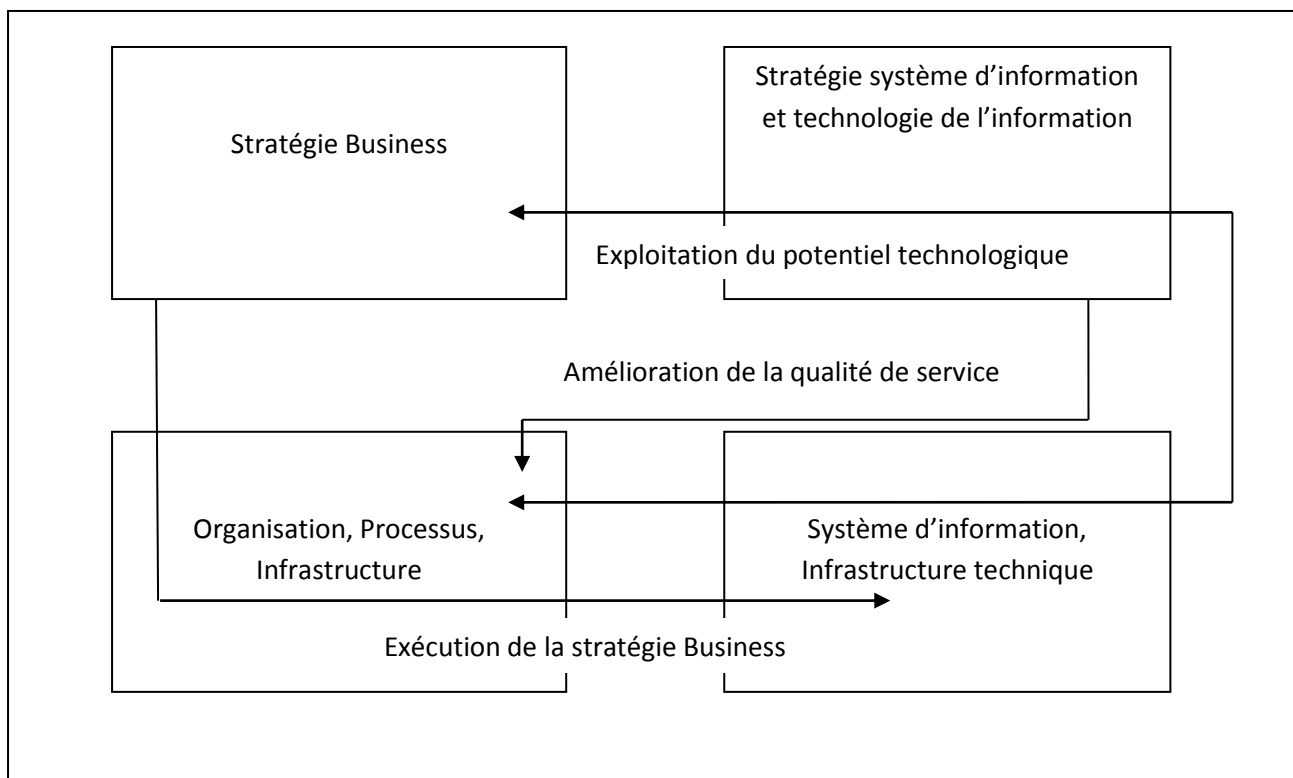 Stratégie Business
Stratégie système d’information
et technologie de l’information
Exploitation du potentiel technologique
Amélioration de la qualité de service
Organisation, Processus,
Infrastructure
Système d’information,
Infrastructure technique
Exécution de la stratégie Business